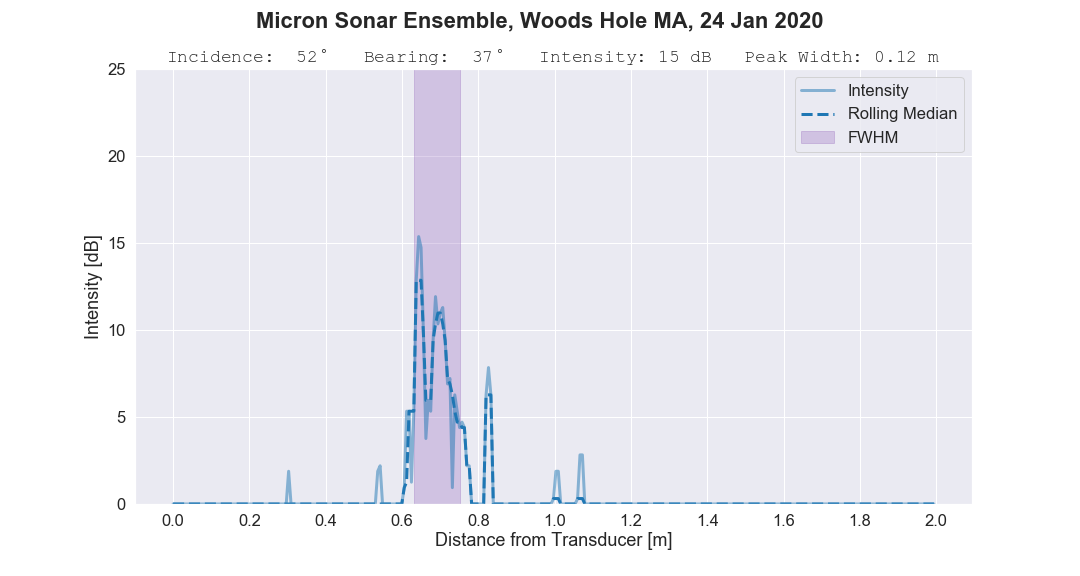 Micron Sonar Ensemble, Woods Hole MA, 24 Jan 2020
Incidence:  52°   Bearing:  37°   Intensity: 15 dB   Peak Width: 0.12 m
25
20
15
10
5
0
Intensity [dB]
Intensity
Rolling Median
FWHM
0.0 0.2 0.4 0.6 0.8 1.0 1.2 1.4 1.6 1.8 2.0
Distance from Transducer [m]